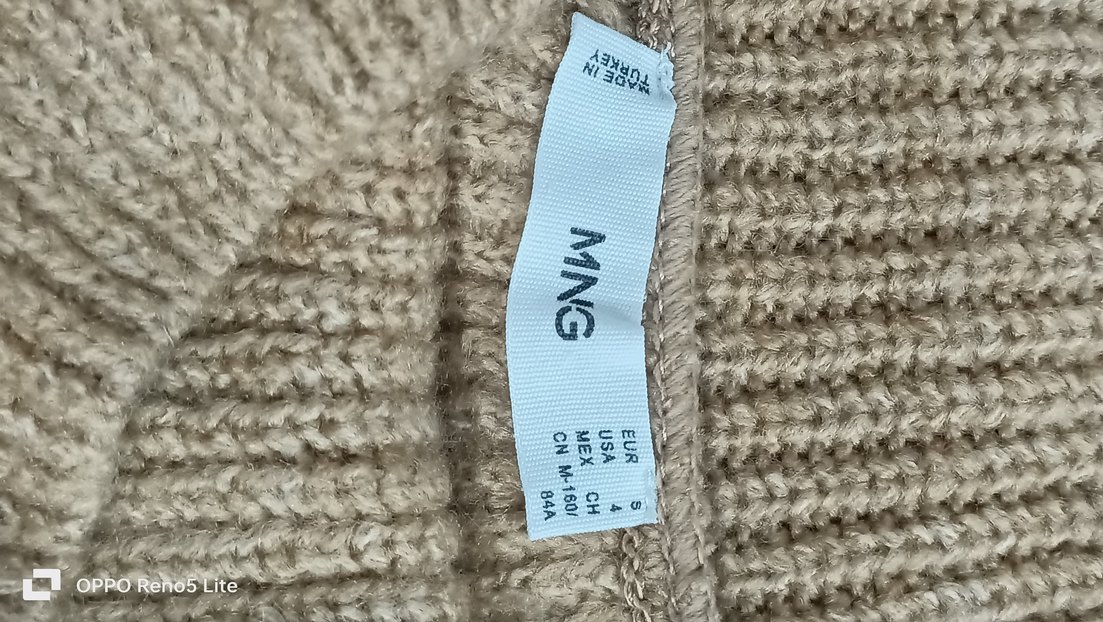 MADE IN
TURKEY
MNG
EUR S
USA 4
MEX CH
CN M-160/
84A
OPPO Reno5 Lite